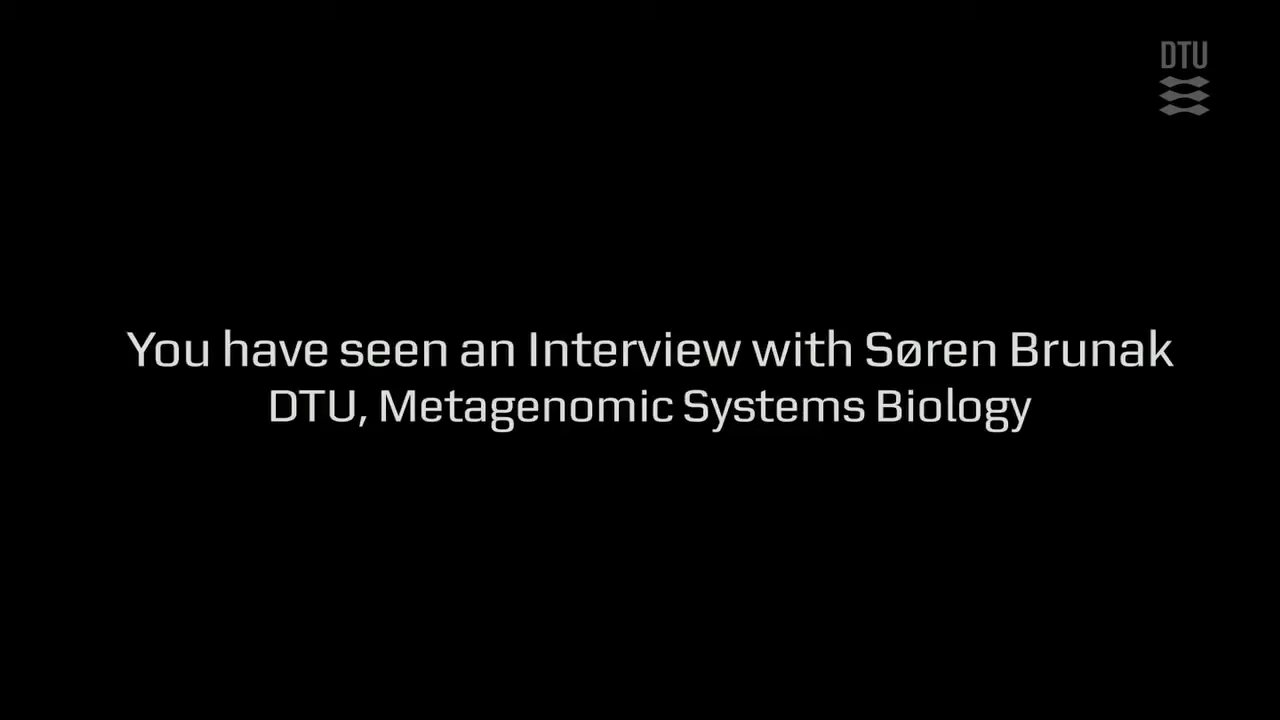 DTU
You have seen an Interview with Søren Brunak
DTU, Metagenomic Systems Biology